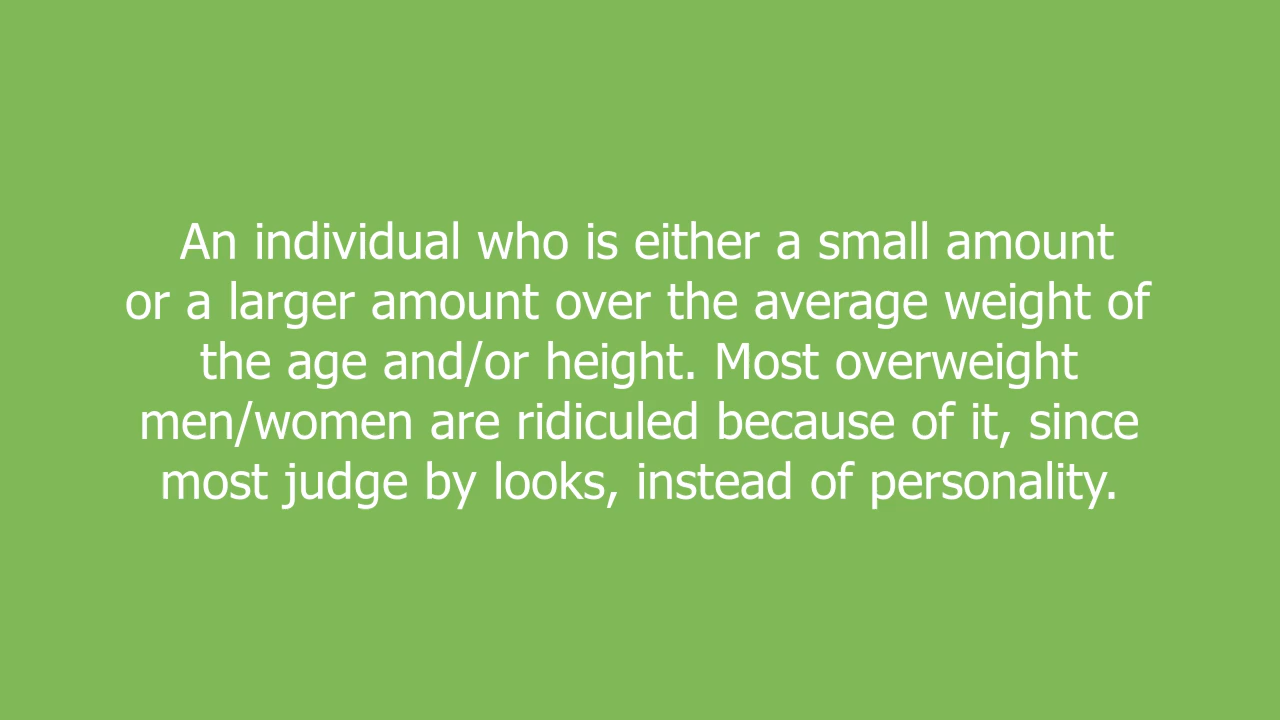 An individual who is either a small amount
or a larger amount over the average weight of
the age and/or height. Most overweight
men/women are ridiculed because of it, since
most judge by looks, instead of personality.